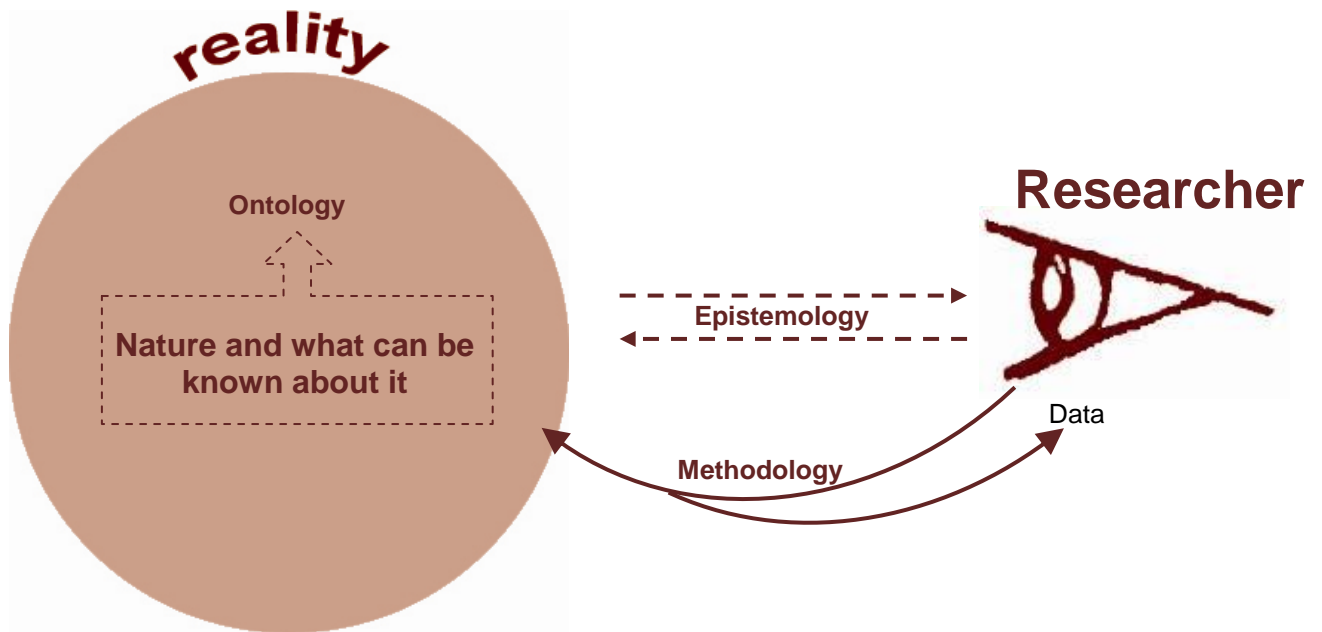 reality
Researcher
Ontology
Epistemology
Nature and what can be
known about it
Data
Methodology